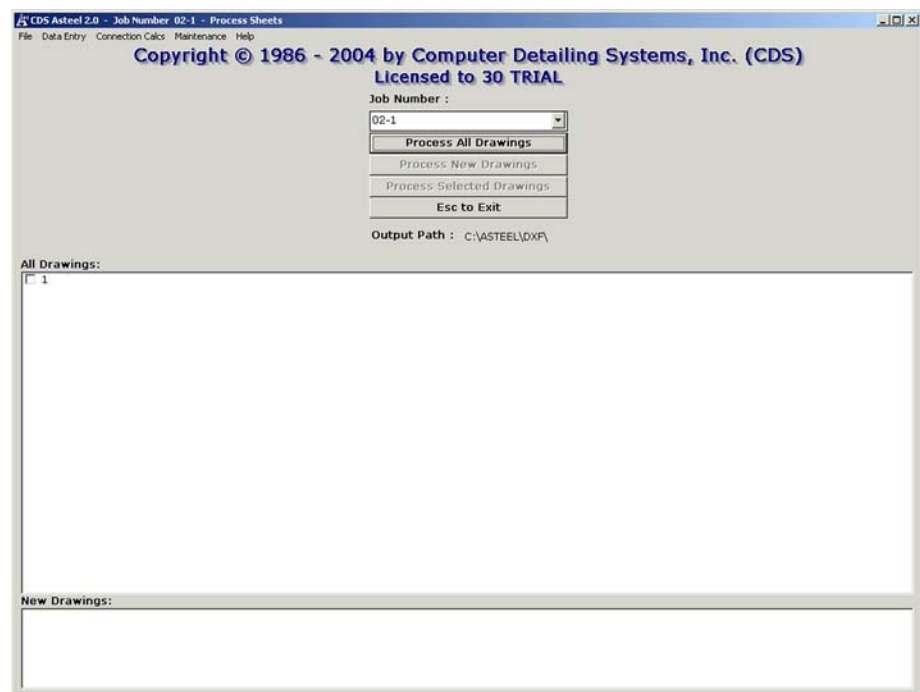 CDS Asteel 2.0 - Job Number 02-1 - Process Sheets
File Data Entry Connection Calcs Maintenance Help
Copyright © 1986 - 2004 by Computer Detailing Systems, Inc. (CDS)
Licensed to 30 TRIAL
Job Number :
02-1
Process All Drawings
Process New Drawings
Process Selected Drawings
Esc to Exit
Output Path : C:\ASTEEL\DXF\
All Drawings:
1
New Drawings: